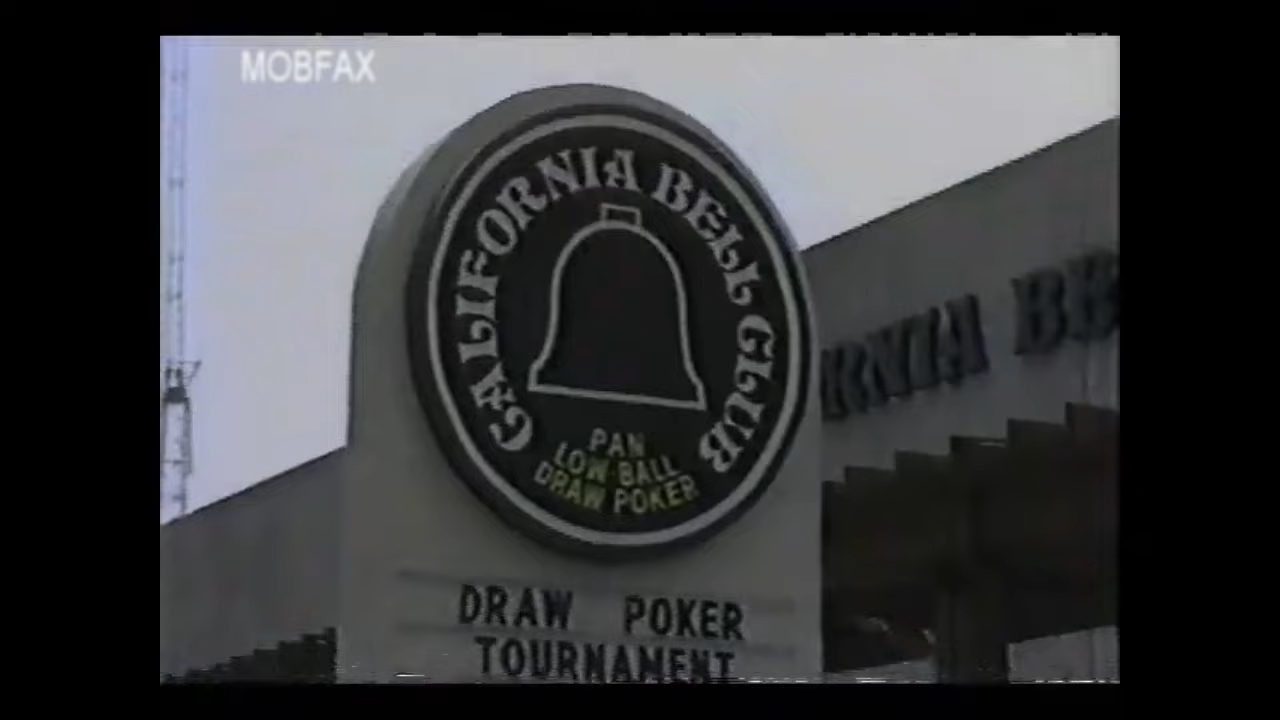 MOBFAX
CALIFORNIA BELL CLUB
PAN
LOW-BALL
DRAW POKER
DRAW POKER
TOURNAMENT